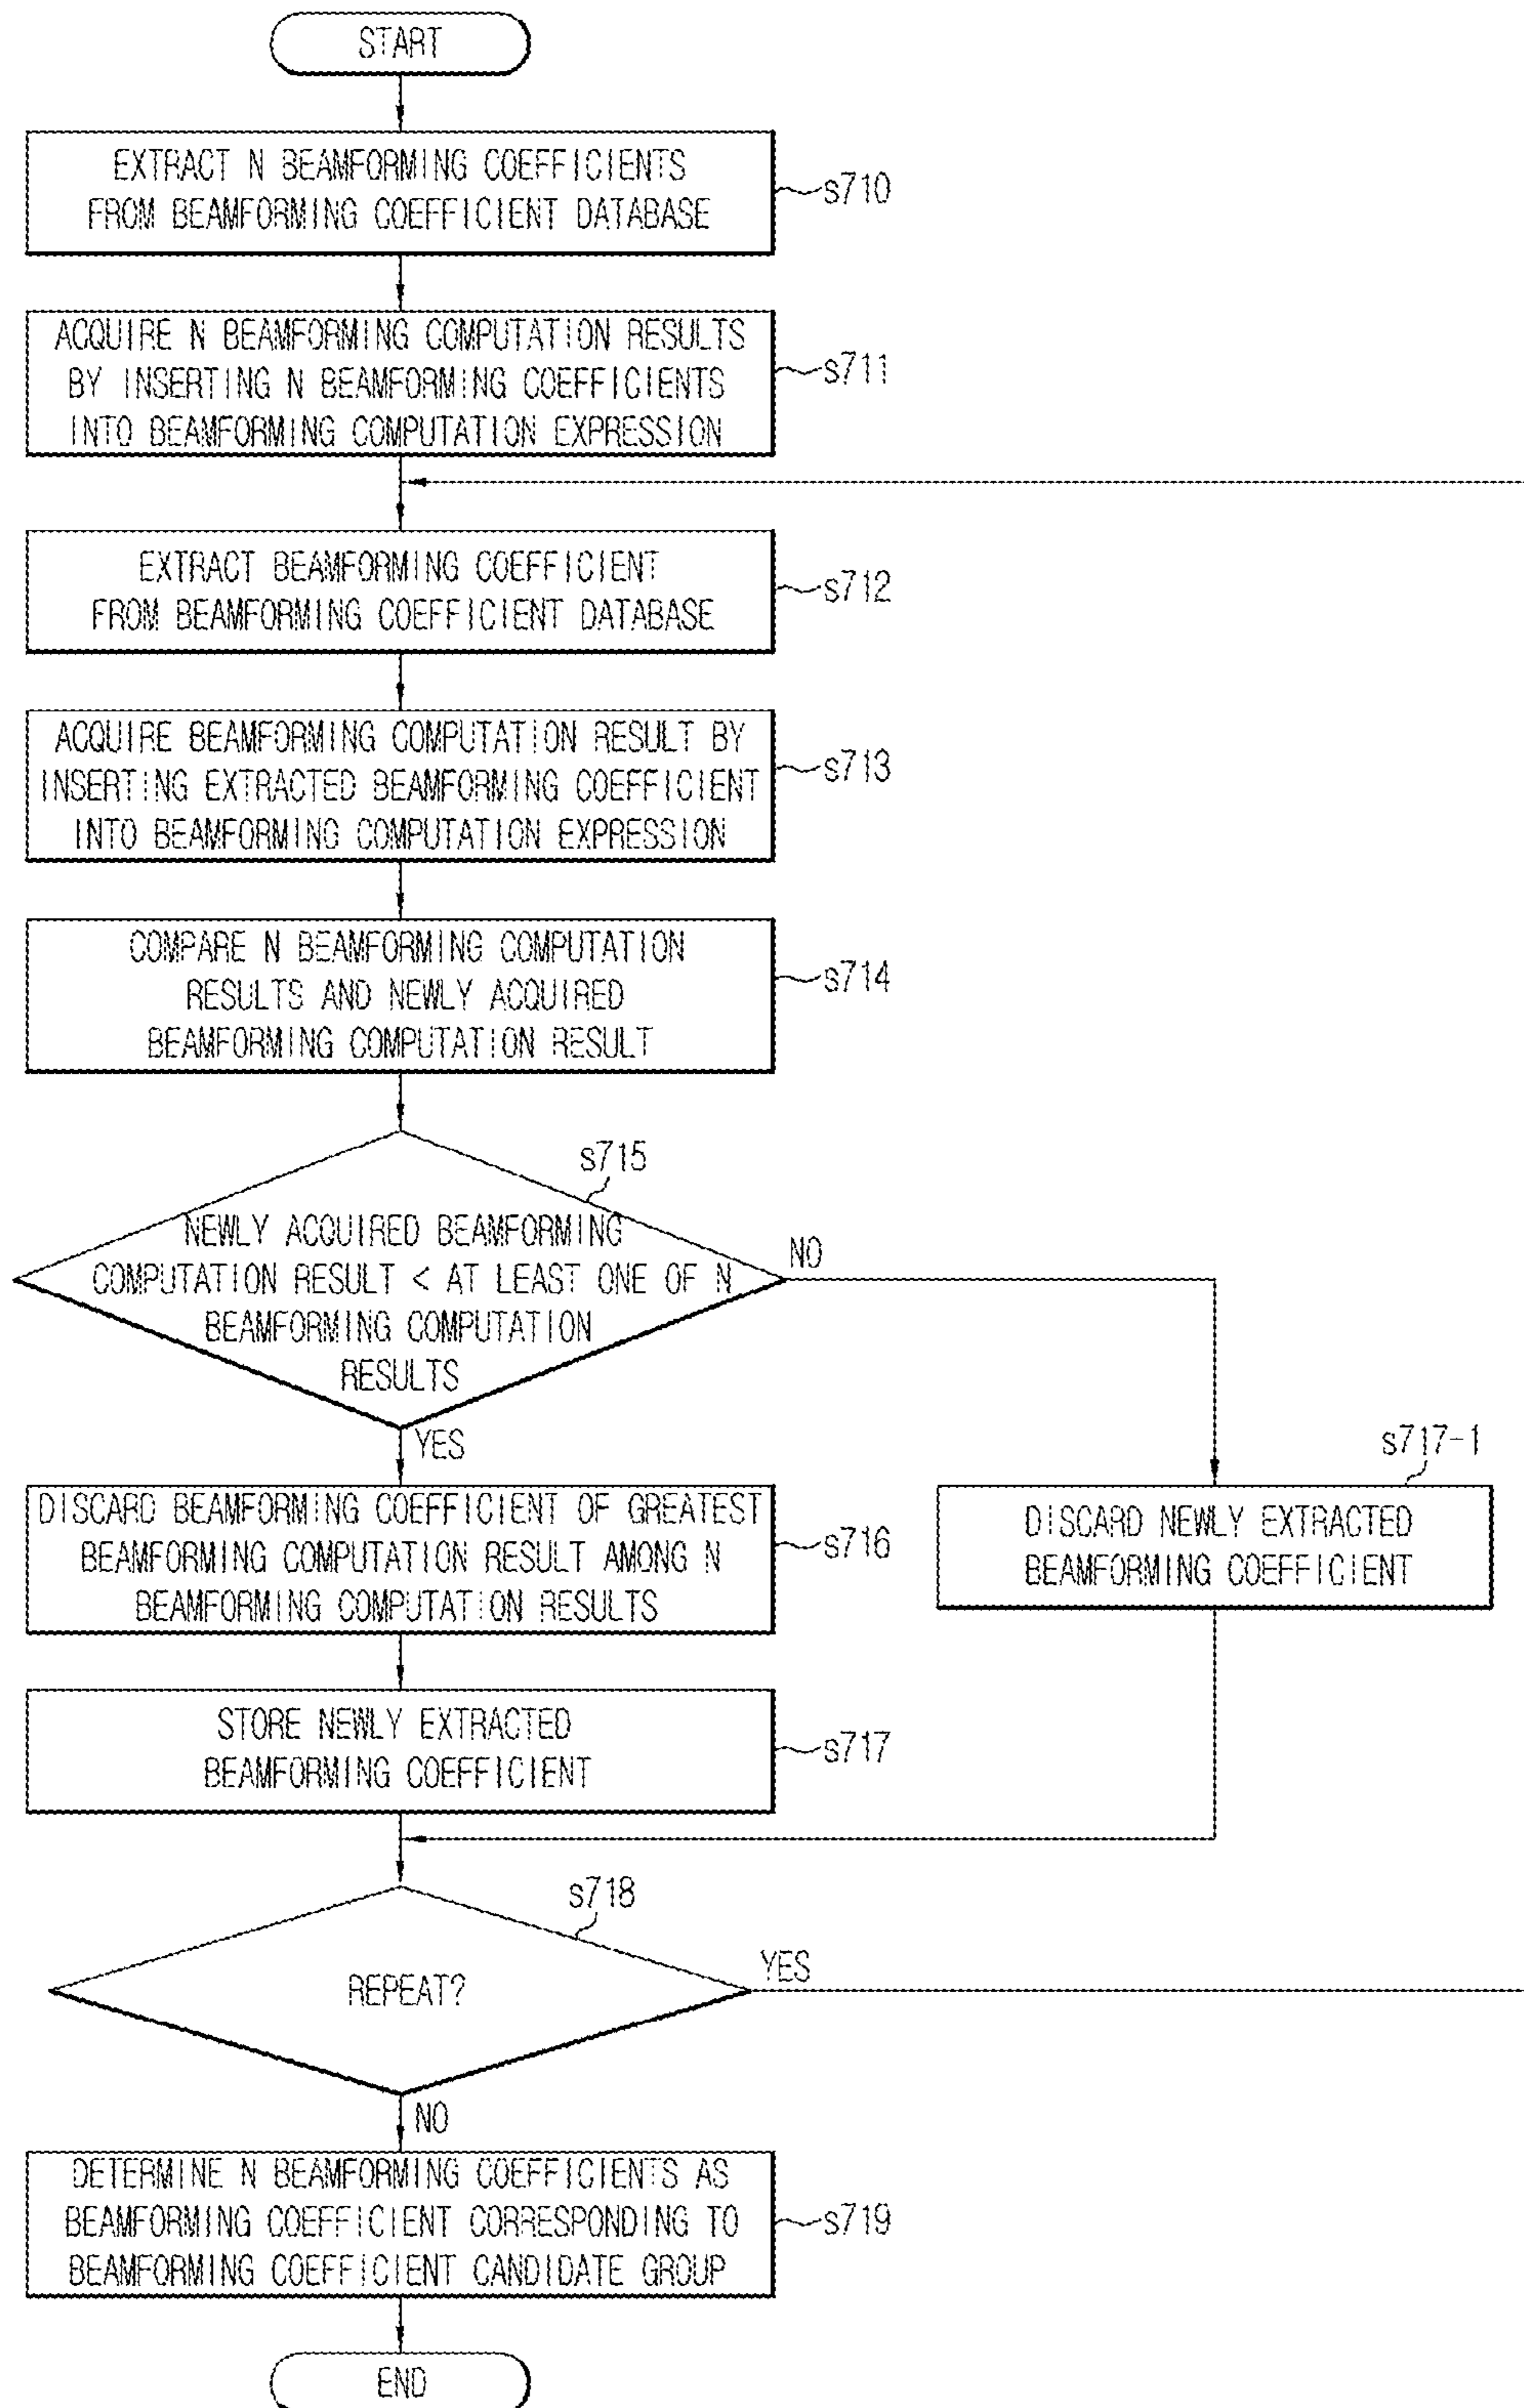 START
EXTRACT N BEAMFORMING COEFFICIENTS
FROM BEAMFORMING COEFFICIENT DATABASE
s710
ACQUIRE N BEAMFORMING COMPUTATION RESULTS
BY INSERTING N BEAMFORMING COEFFICIENTS
INTO BEAMFORMING COMPUTATION EXPRESSION
s711
EXTRACT BEAMFORMING COEFFICIENT
FROM BEAMFORMING COEFFICIENT DATABASE
s712
ACQUIRE BEAMFORMING COMPUTATION RESULT BY
INSERTING EXTRACTED BEAMFORMING COEFFICIENT
INTO BEAMFORMING COMPUTATION EXPRESSION
s713
COMPARE N BEAMFORMING COMPUTATION
RESULTS AND NEWLY ACQUIRED
BEAMFORMING COMPUTATION RESULT
s714
s715
NEWLY ACQUIRED BEAMFORMING
COMPUTATION RESULT < AT LEAST ONE OF N
BEAMFORMING COMPUTATION
RESULTS
NO
YES
DISCARD BEAMFORMING COEFFICIENT OF GREATEST
BEAMFORMING COMPUTATION RESULT AMONG N
BEAMFORMING COMPUTATION RESULTS
s716
s717-1
DISCARD NEWLY EXTRACTED
BEAMFORMING COEFFICIENT
STORE NEWLY EXTRACTED
BEAMFORMING COEFFICIENT
s717
s718
REPEAT?
YES
NO
DETERMINE N BEAMFORMING COEFFICIENTS AS
BEAMFORMING COEFFICIENT CORRESPONDING TO
BEAMFORMING COEFFICIENT CANDIDATE GROUP
s719
END